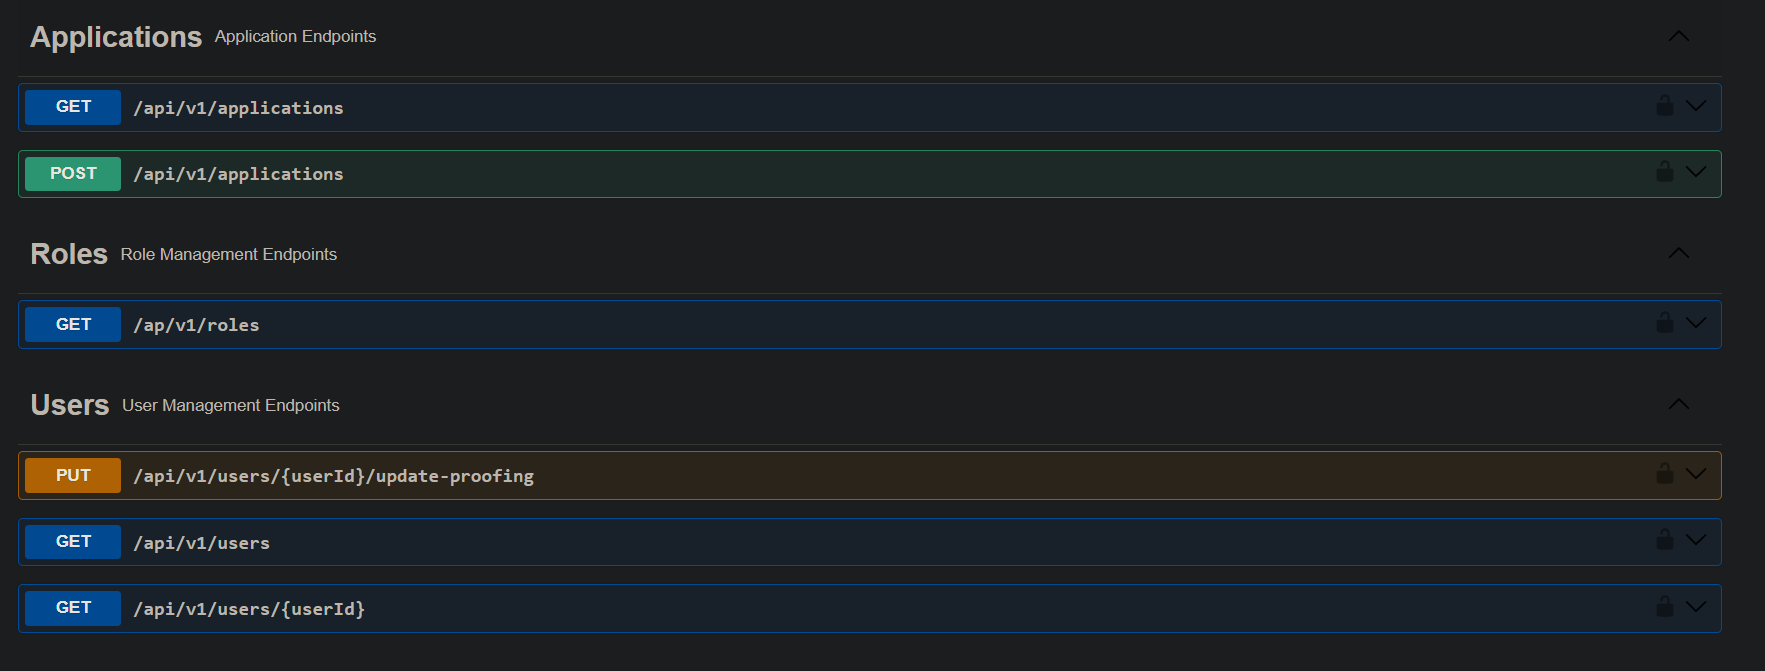 Applications Application Endpoints
GET /api/v1/applications
POST /api/v1/applications
Roles Role Management Endpoints
GET /ap/v1/roles
Users User Management Endpoints
PUT /api/v1/users/{userId}/update-proofing
GET /api/v1/users
GET /api/v1/users/{userId}